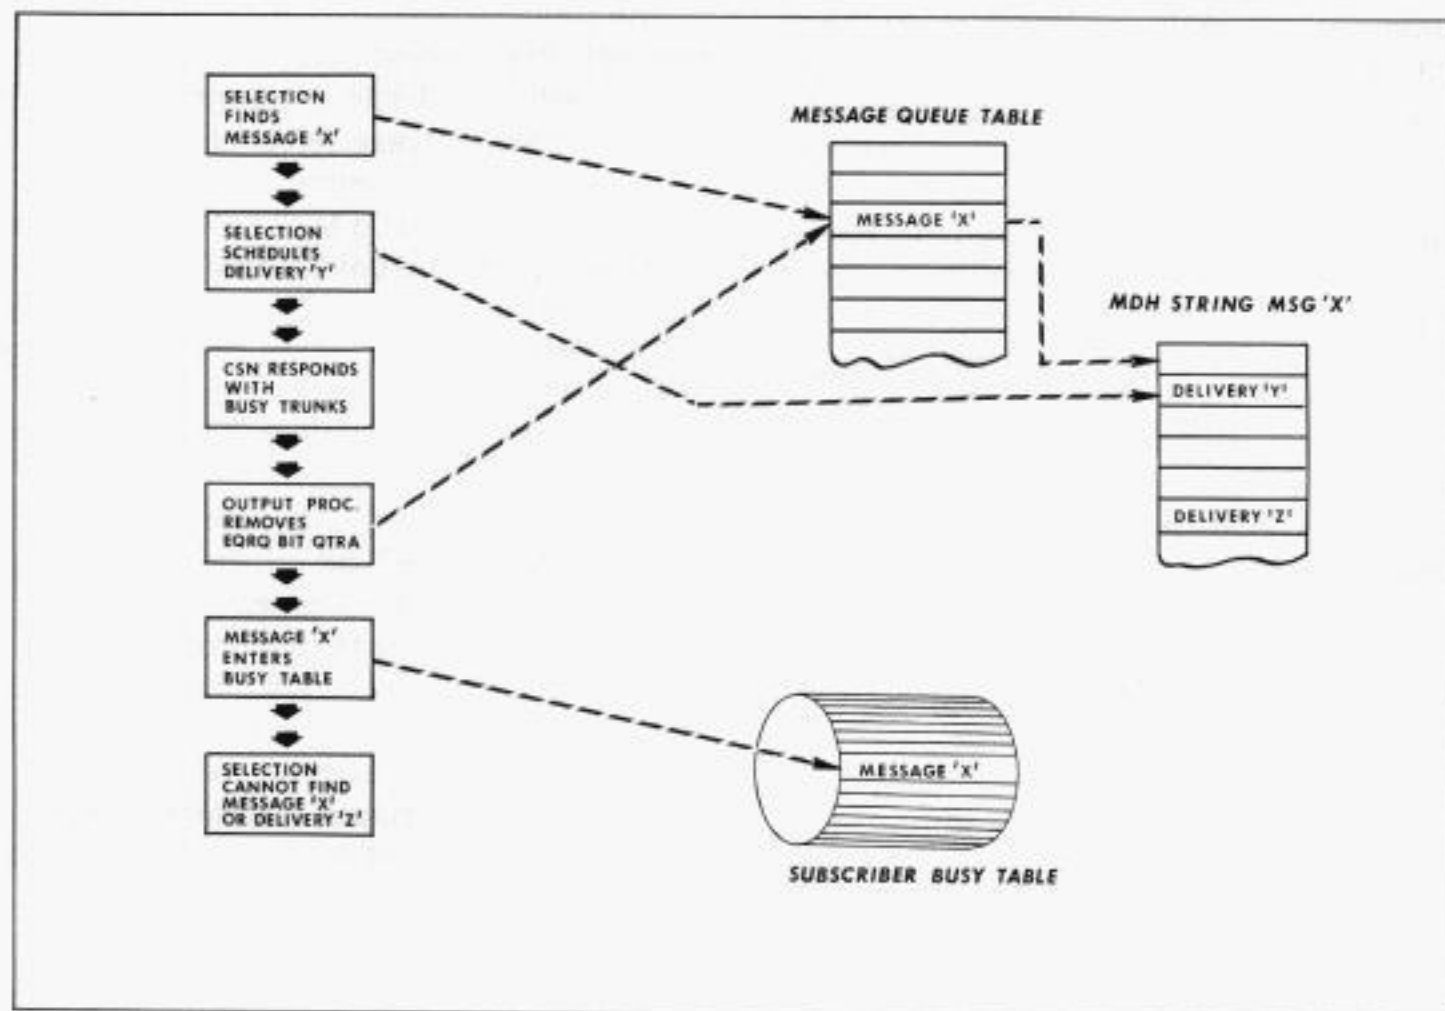 SELECTION
FINDS
MESSAGE 'X'
SELECTION
SCHEDULES
DELIVERY 'Y'
CSN RESPONDS
WITH
BUSY TRUNKS
OUTPUT PROC.
REMOVES
EQRQ BIT QTRA
MESSAGE 'X'
ENTERS
BUSY TABLE
SELECTION
CANNOT FIND
MESSAGE 'X'
OR DELIVERY 'Z'
MESSAGE QUEUE TABLE
MESSAGE 'X'
MDH STRING MSG 'X'
DELIVERY 'Y'
DELIVERY 'Z'
MESSAGE 'X'
SUBSCRIBER BUSY TABLE